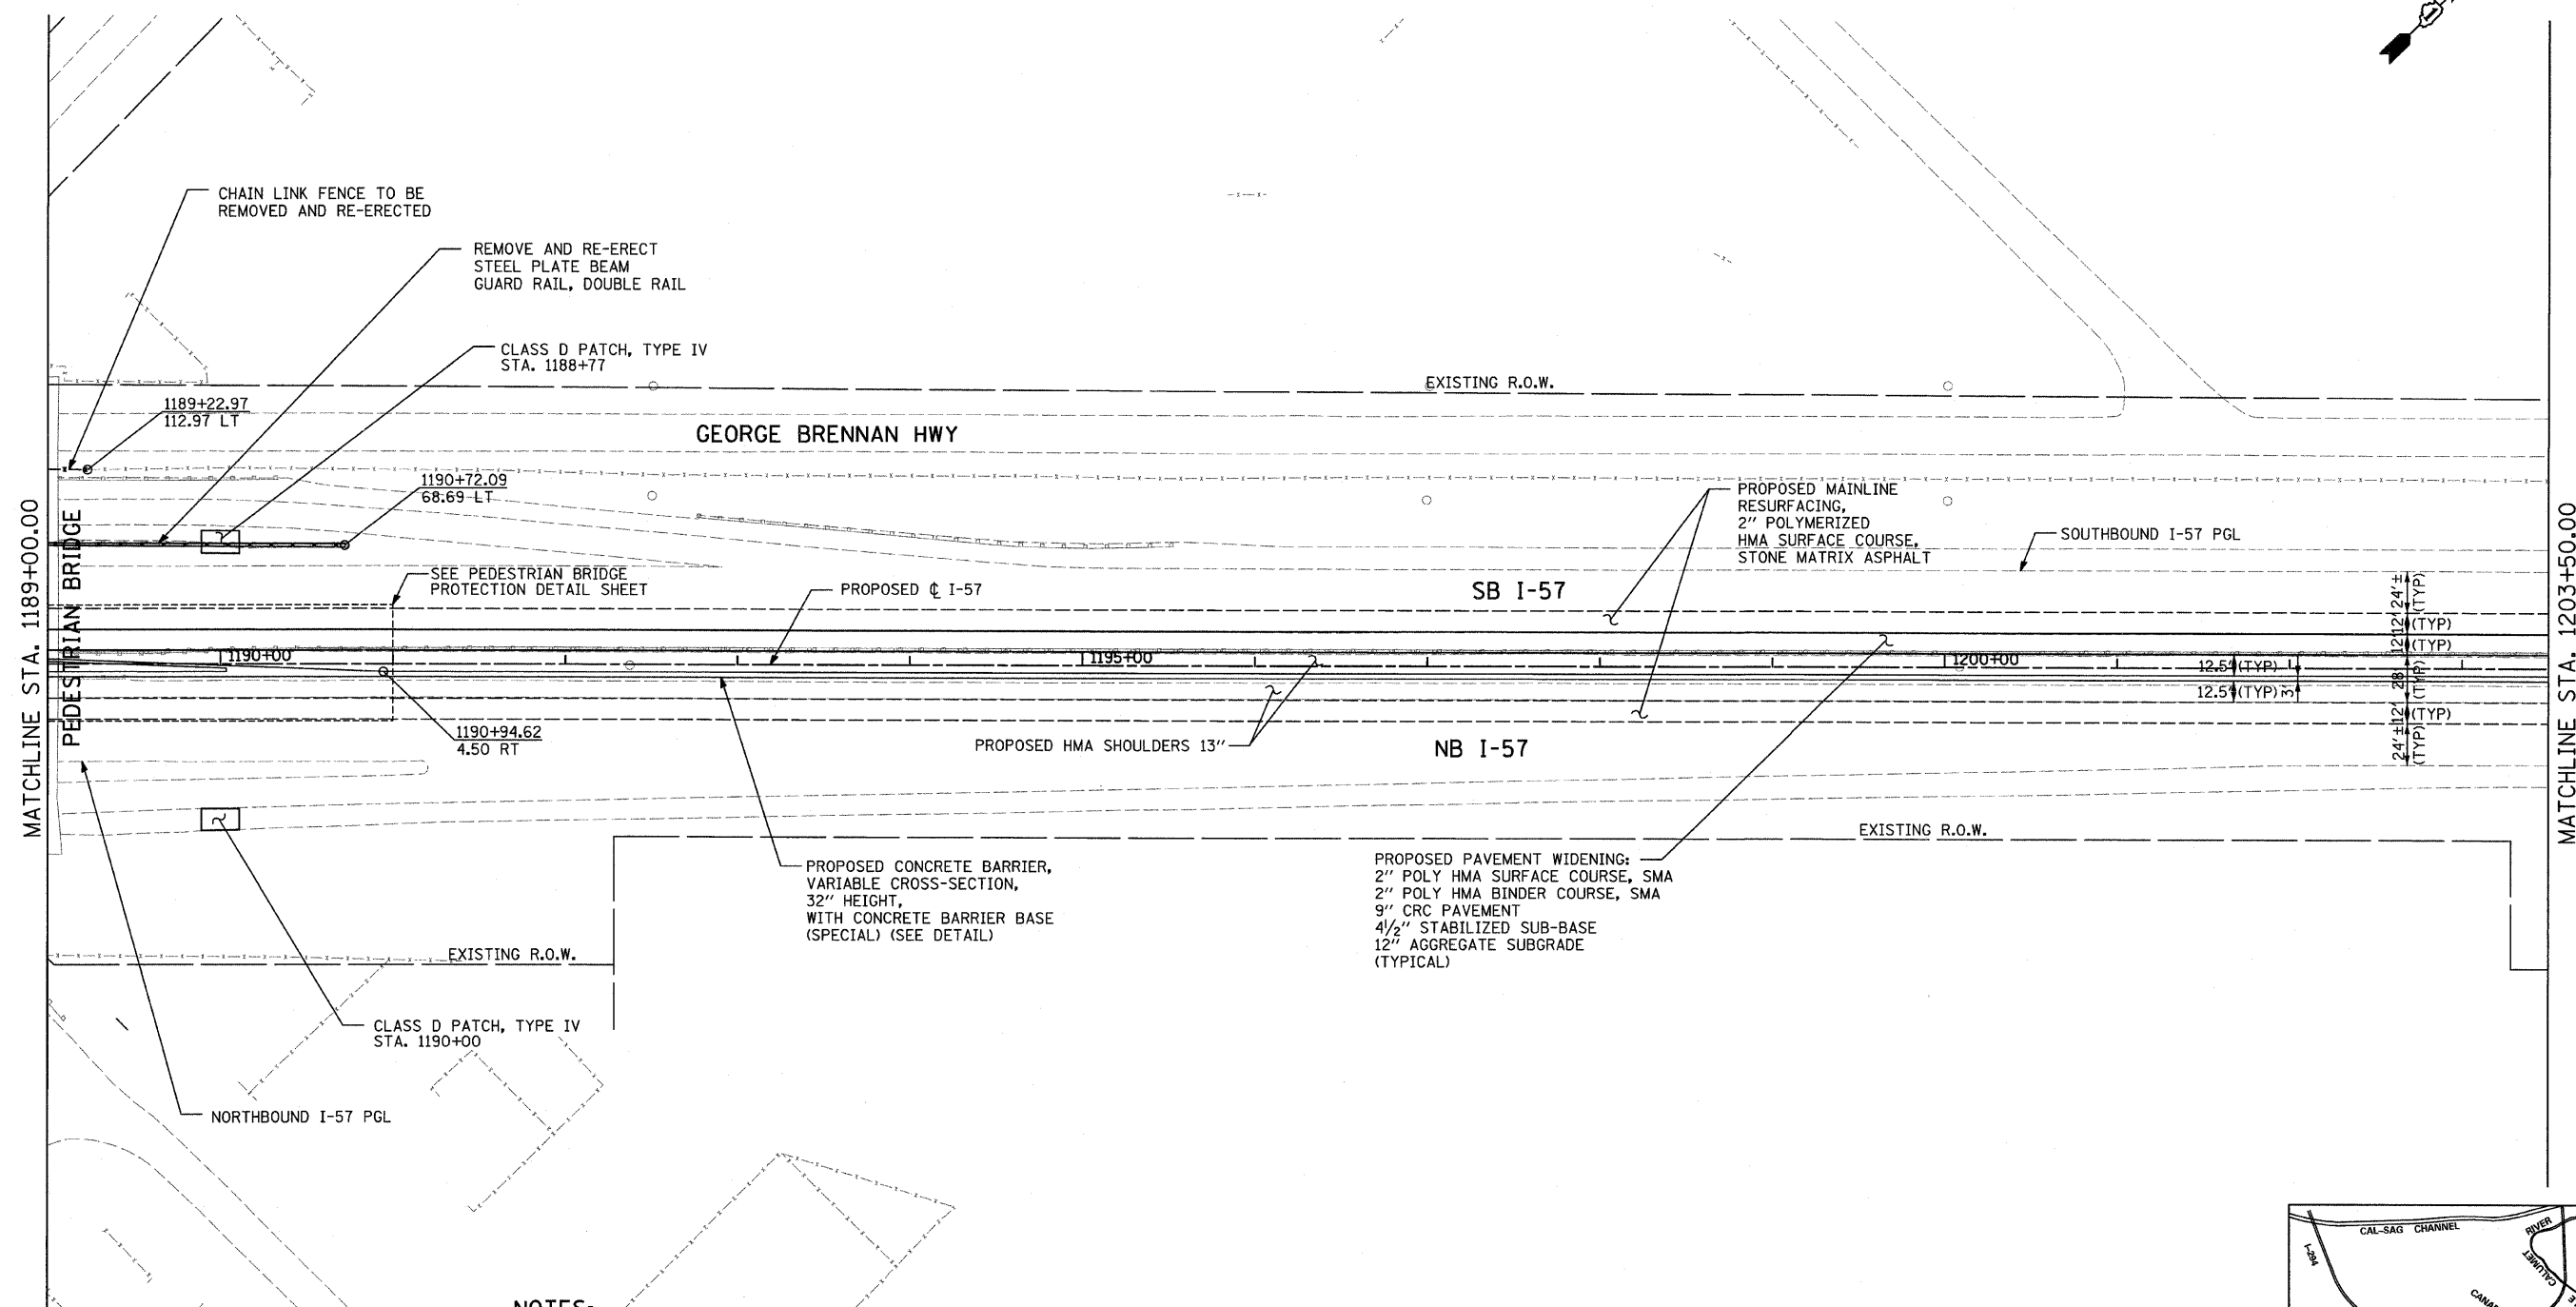 CHAIN LINK FENCE TO BE
REMOVED AND RE-ERECTED
REMOVE AND RE-ERECT
STEEL PLATE BEAM
GUARD RAIL, DOUBLE RAIL
CLASS D PATCH, TYPE IV
STA. 1188+77
EXISTING R.O.W.
1189+22.97
112.97 LT
GEORGE BRENNAN HWY
1190+72.09
68.69 LT
PROPOSED MAINLINE
RESURFACING,
2" POLYMERIZED
HMA SURFACE COURSE,
STONE MATRIX ASPHALT
SOUTHBOUND I-57 PGL
MATCHLINE STA. 1189+00.00
PEDESTRIAN BRIDGE
SEE PEDESTRIAN BRIDGE
PROTECTION DETAIL SHEET
PROPOSED ℄ I-57
SB I-57
24'± (TYP)
12' (TYP)
12' (TYP)
1190+00
1195+00
1200+00
12.5' (TYP)
28' (TYP)
12.5' (TYP) 3'
12' (TYP)
24'± (TYP)
MATCHLINE STA. 1203+50.00
1190+94.62
4.50 RT
PROPOSED HMA SHOULDERS 13"
NB I-57
EXISTING R.O.W.
PROPOSED CONCRETE BARRIER,
VARIABLE CROSS-SECTION,
32" HEIGHT,
WITH CONCRETE BARRIER BASE
(SPECIAL) (SEE DETAIL)
PROPOSED PAVEMENT WIDENING:
2" POLY HMA SURFACE COURSE, SMA
2" POLY HMA BINDER COURSE, SMA
9" CRC PAVEMENT
4½" STABILIZED SUB-BASE
12" AGGREGATE SUBGRADE
(TYPICAL)
EXISTING R.O.W.
CLASS D PATCH, TYPE IV
STA. 1190+00
NORTHBOUND I-57 PGL
NOTES:
CAL-SAG CHANNEL
RIVER
CALUMET
I-294